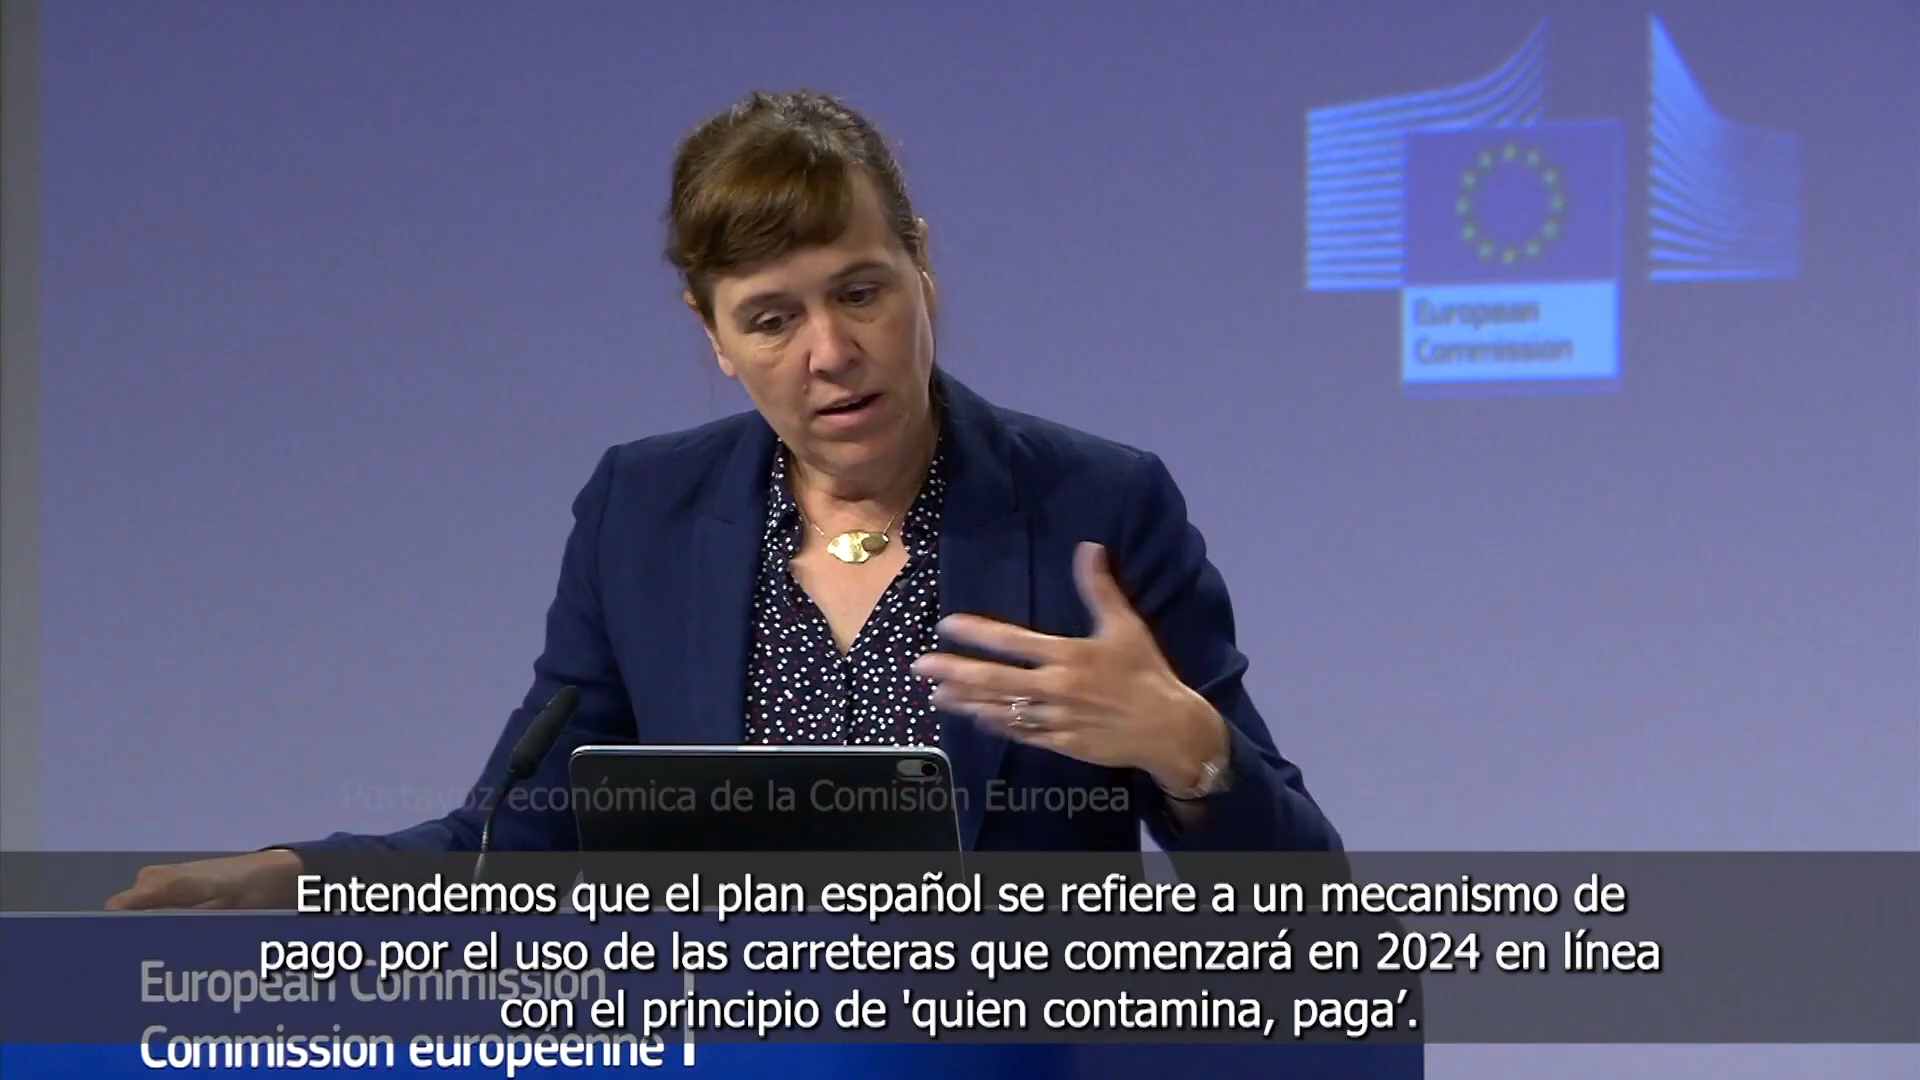 European
Commission
Portavoz económica de la Comisión Europea
Entendemos que el plan español se refiere a un mecanismo de
pago por el uso de las carreteras que comenzará en 2024 en línea
con el principio de 'quien contamina, paga’.
European Commission
Commission européenne